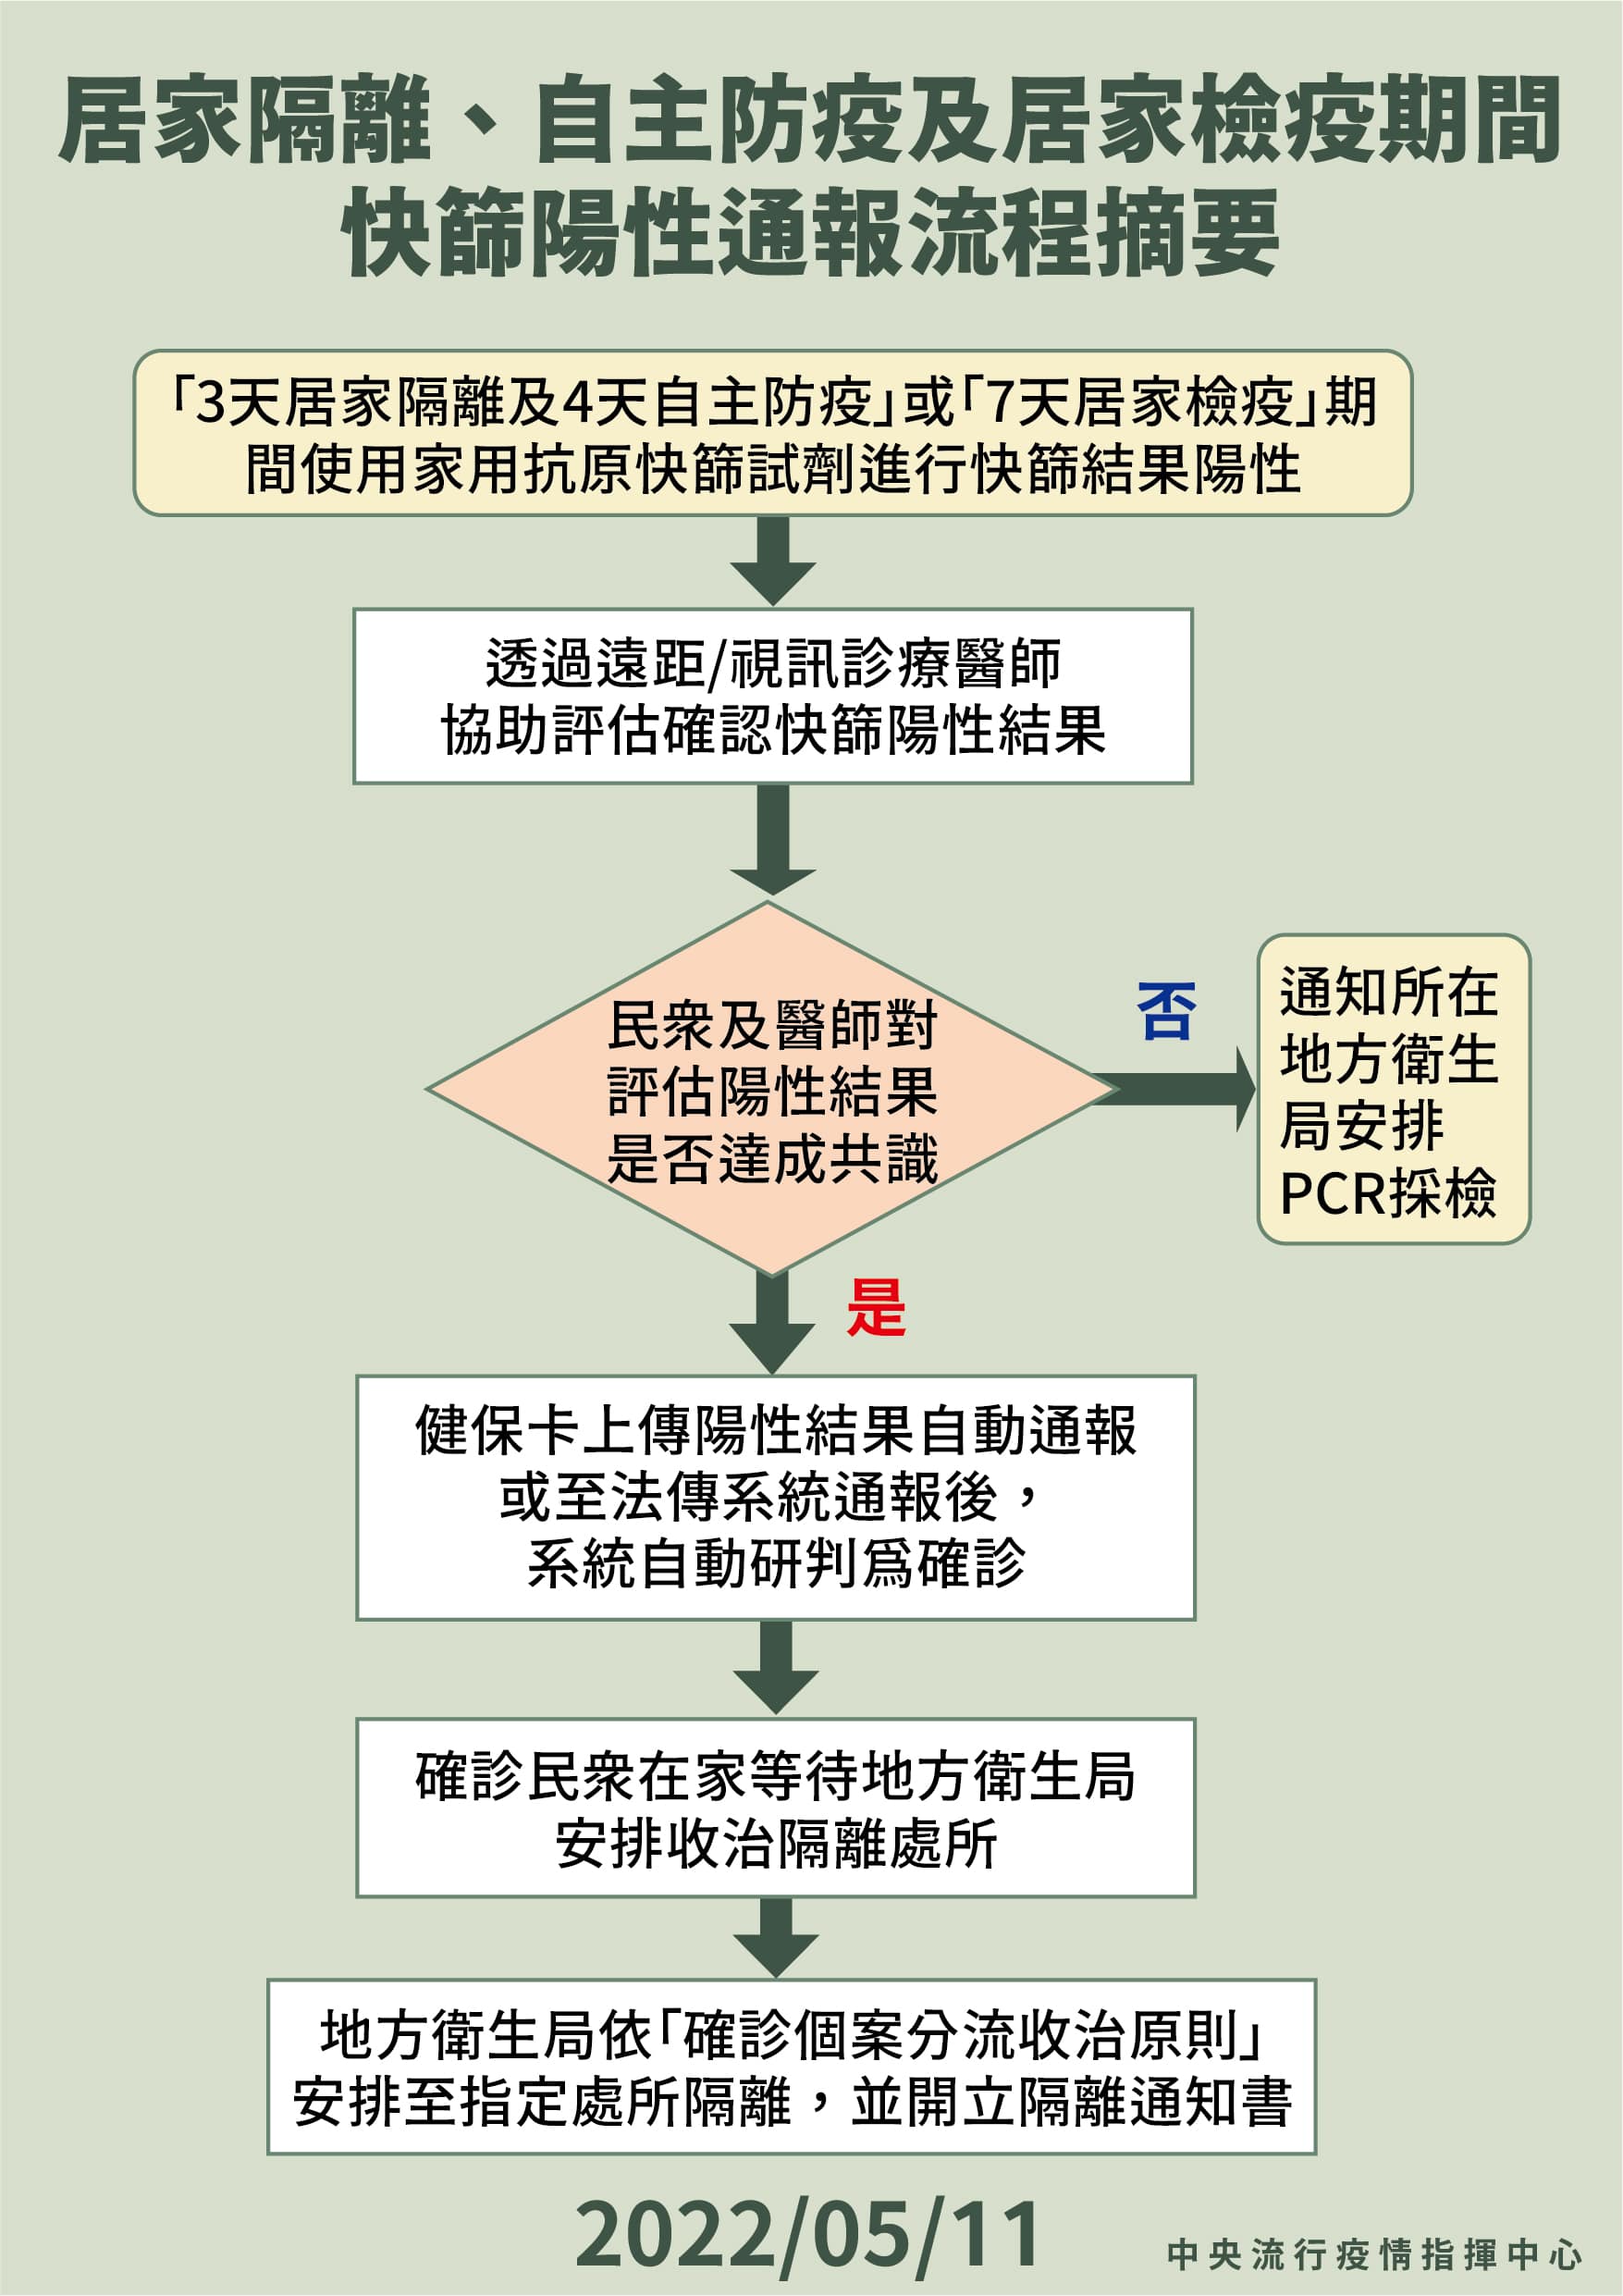 居家隔離、自主防疫及居家檢疫期間
快篩陽性通報流程摘要
「3天居家隔離及4天自主防疫」或「7天居家檢疫」期
間使用家用抗原快篩試劑進行快篩結果陽性
透過遠距/視訊診療醫師
協助評估確認快篩陽性結果
民衆及醫師對
評估陽性結果
是否達成共識
否
通知所在
地方衛生
局安排
PCR採檢
是
健保卡上傳陽性結果自動通報
或至法傳系統通報後，
系統自動研判爲確診
確診民衆在家等待地方衛生局
安排收治隔離處所
地方衛生局依「確診個案分流收治原則」
安排至指定處所隔離，並開立隔離通知書
2022/05/11
中央流行疫情指揮中心